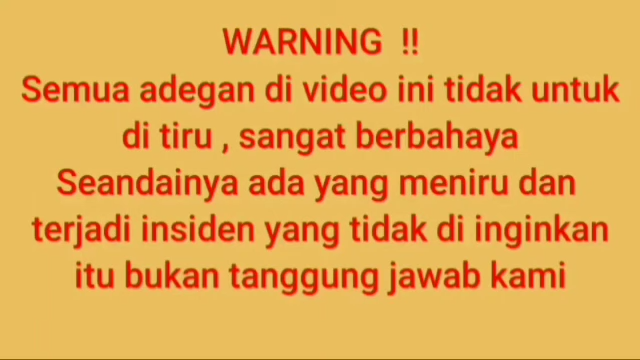 WARNING !!
Semua adegan di video ini tidak untuk
di tiru , sangat berbahaya
Seandainya ada yang meniru dan
terjadi insiden yang tidak di inginkan
itu bukan tanggung jawab kami